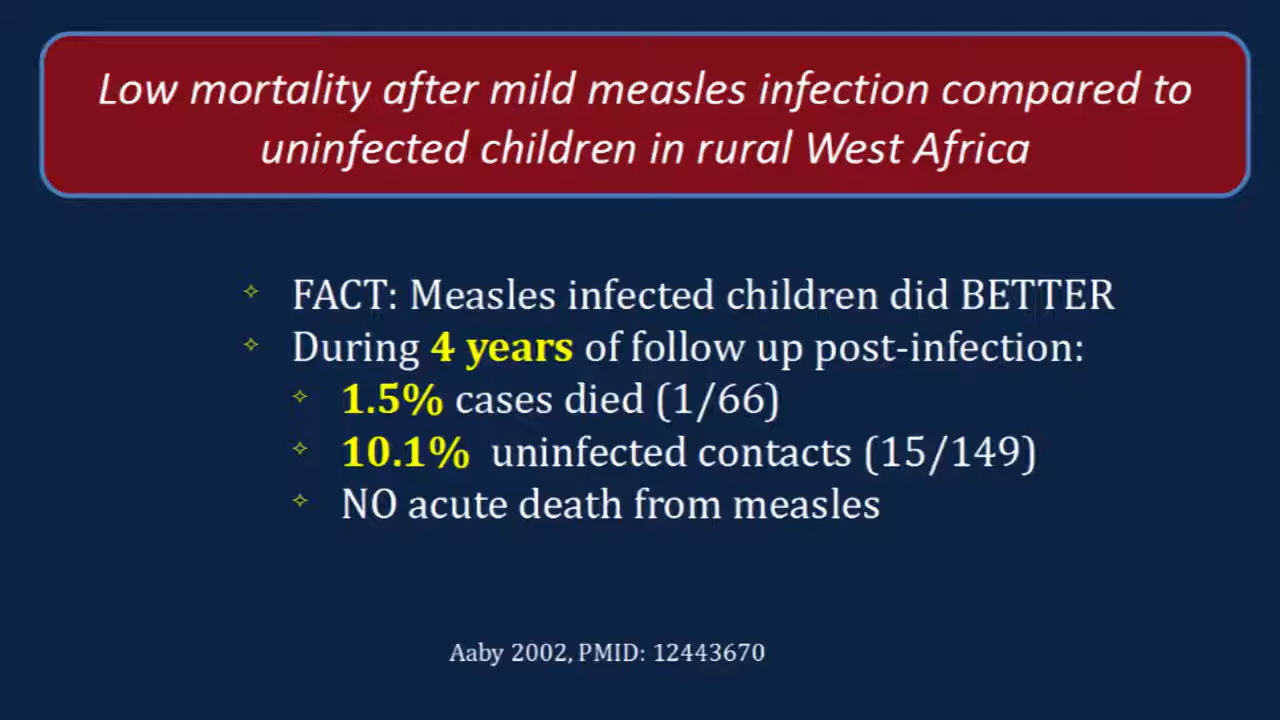 Low mortality after mild measles infection compared to
uninfected children in rural West Africa
FACT: Measles infected children did BETTER
During 4 years of follow up post-infection:
1.5% cases died (1/66)
10.1% uninfected contacts (15/149)
NO acute death from measles
Aaby 2002, PMID: 12443670